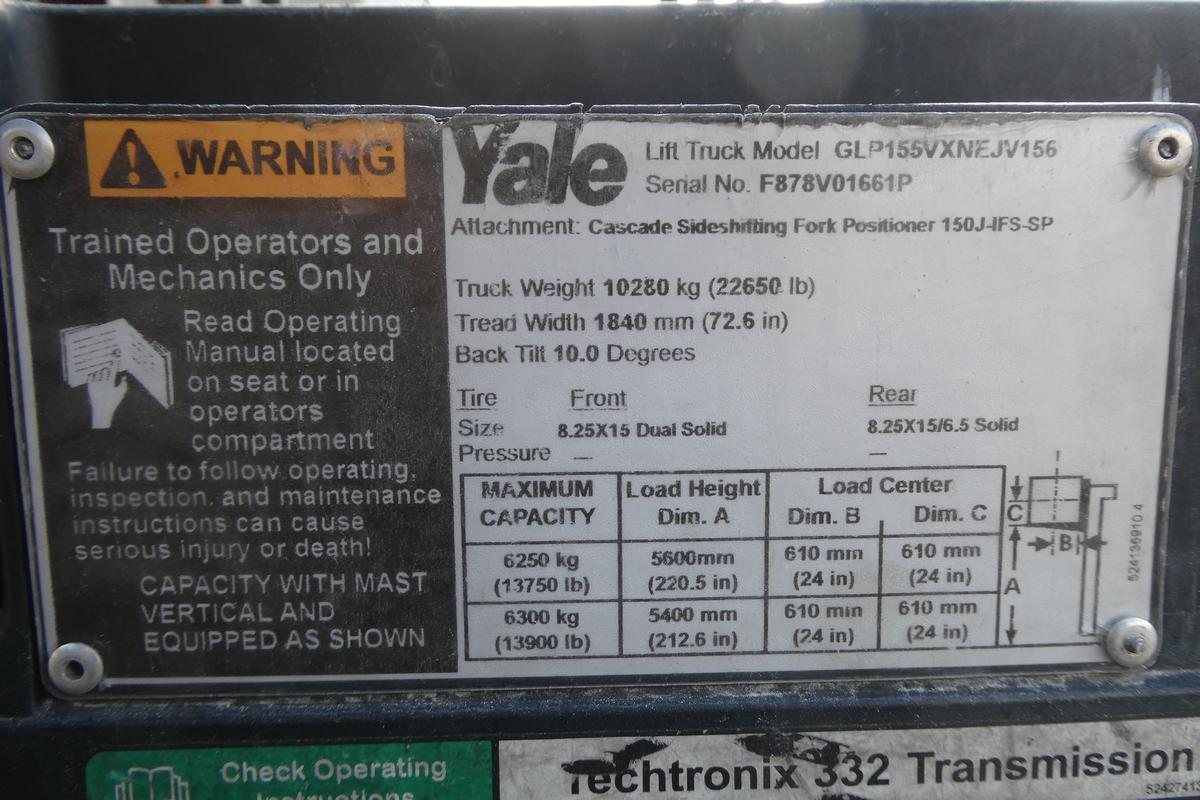 WARNING
Trained Operators and
Mechanics Only
Read Operating
Manual located
on seat or in
operators
compartment
Failure to follow operating,
inspection, and maintenance
instructions can cause
serious injury or death!
CAPACITY WITH MAST
VERTICAL AND
EQUIPPED AS SHOWN
Yale
Lift Truck Model GLP155VXNEJV156
Serial No. F878V01661P
Attachment: Cascade Sideshifting Fork Positioner 150J-IFS-SP
Truck Weight 10280 kg (22650 lb)
Tread Width 1840 mm (72.6 in)
Back Tilt 10.0 Degrees
Tire Front Rear
Size 8.25X15 Dual Solid 8.25X15/6.5 Solid
Pressure — —
MAXIMUM Load Height Load Center
CAPACITY Dim. A Dim. B Dim. C
6250 kg 5600mm 610 mm 610 mm
(13750 lb) (220.5 in) (24 in) (24 in)
6300 kg 5400 mm 610 mm 610 mm
(13900 lb) (212.6 in) (24 in) (24 in)
C
B
A
524136910 4
Check Operating
Instructions
Techtronix 332 Transmission